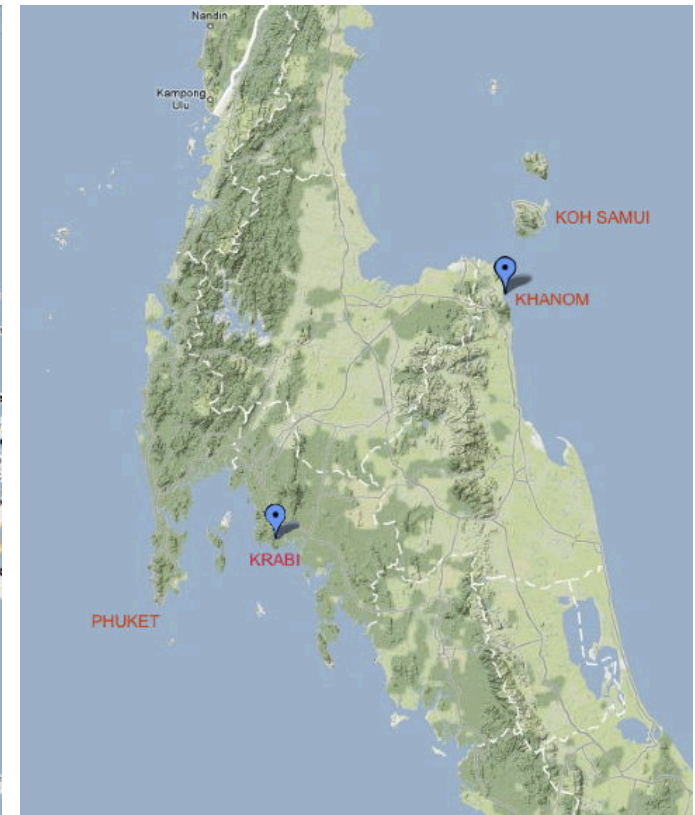 Nandin
Kampong
Ulu
KOH SAMUI
KHANOM
KRABI
PHUKET